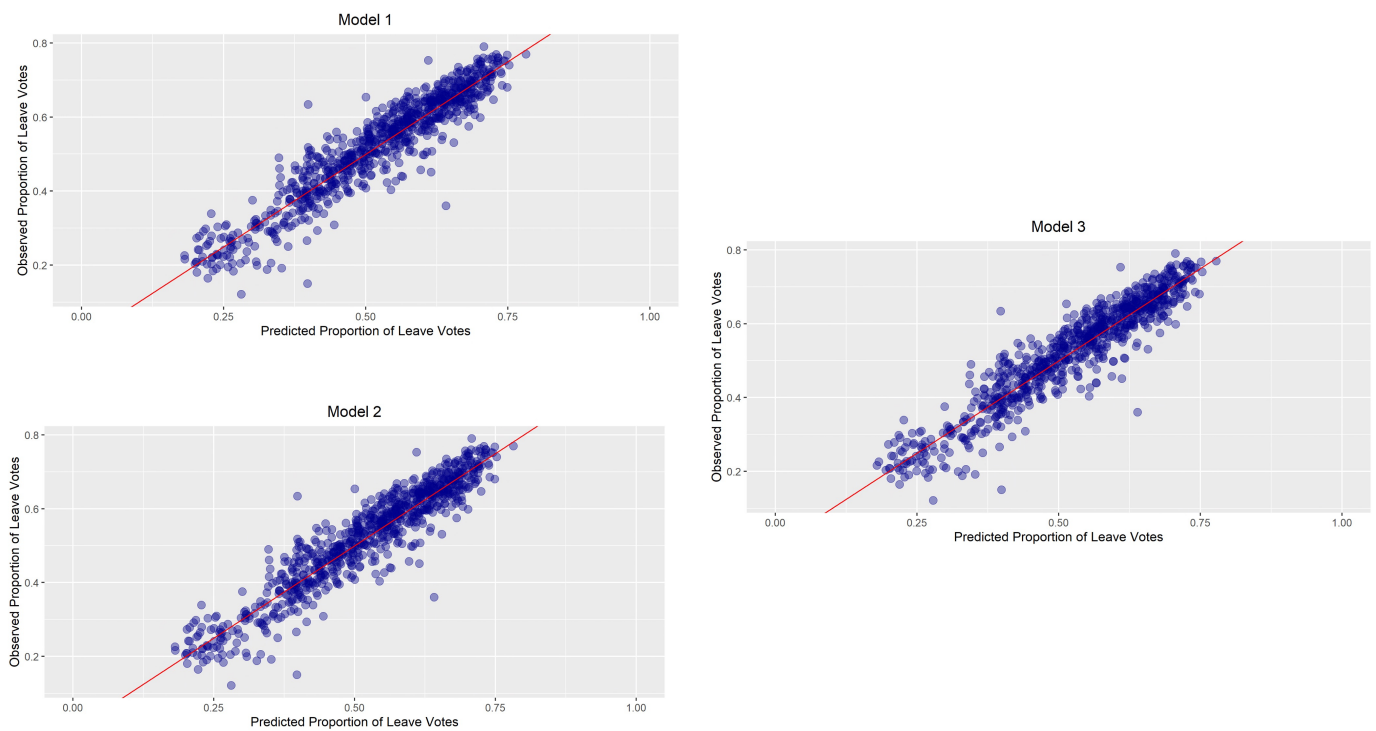 Model 1
0.8
0.6
0.4
0.2
Observed Proportion of Leave Votes
0.00 0.25 0.50 0.75 1.00
Predicted Proportion of Leave Votes
Model 2
0.8
0.6
0.4
0.2
Observed Proportion of Leave Votes
0.00 0.25 0.50 0.75 1.00
Predicted Proportion of Leave Votes
Model 3
0.8
0.6
0.4
0.2
Observed Proportion of Leave Votes
0.00 0.25 0.50 0.75 1.00
Predicted Proportion of Leave Votes